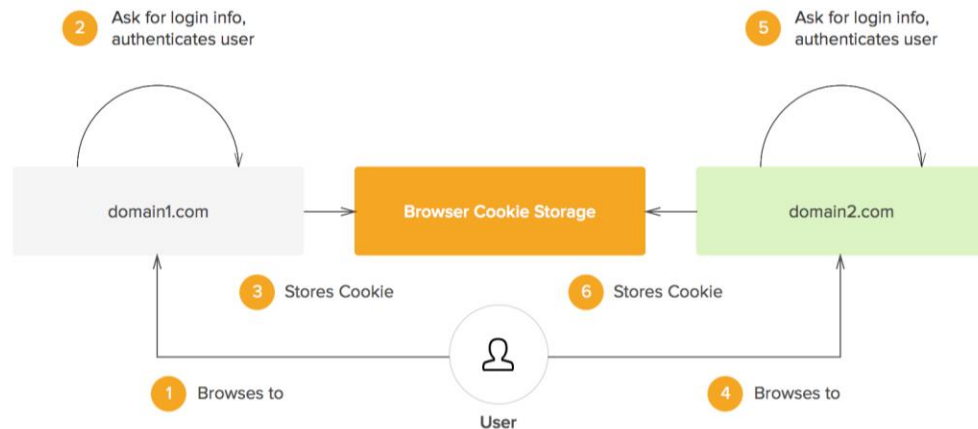 2 Ask for login info,
authenticates user
5 Ask for login info,
authenticates user
domain1.com
Browser Cookie Storage
domain2.com
3 Stores Cookie
6 Stores Cookie
1 Browses to
4 Browses to
User